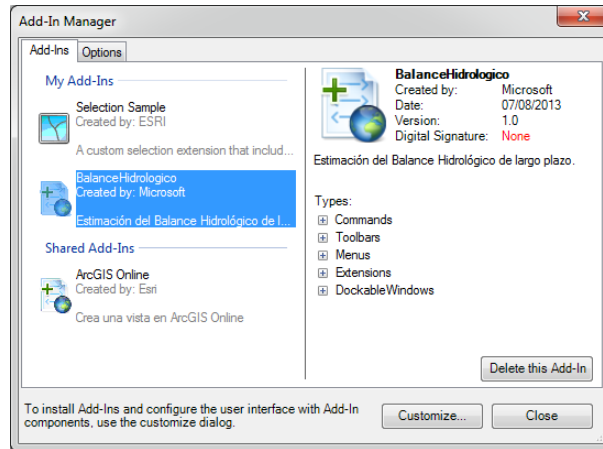 Add-In Manager
Add-Ins
Options
My Add-Ins
Selection Sample
Created by: ESRI
A custom selection extension that includ...
BalanceHidrologico
Created by: Microsoft
Estimación del Balance Hidrológico de l...
Shared Add-Ins
ArcGIS Online
Created by: Esri
Crea una vista en ArcGIS Online
BalanceHidrologico
Created by: Microsoft
Date: 07/08/2013
Version: 1.0
Digital Signature: None
Estimación del Balance Hidrológico de largo plazo.
Types:
Commands
Toolbars
Menus
Extensions
DockableWindows
Delete this Add-In
To install Add-Ins and configure the user interface with Add-In
components, use the customize dialog.
Customize...
Close